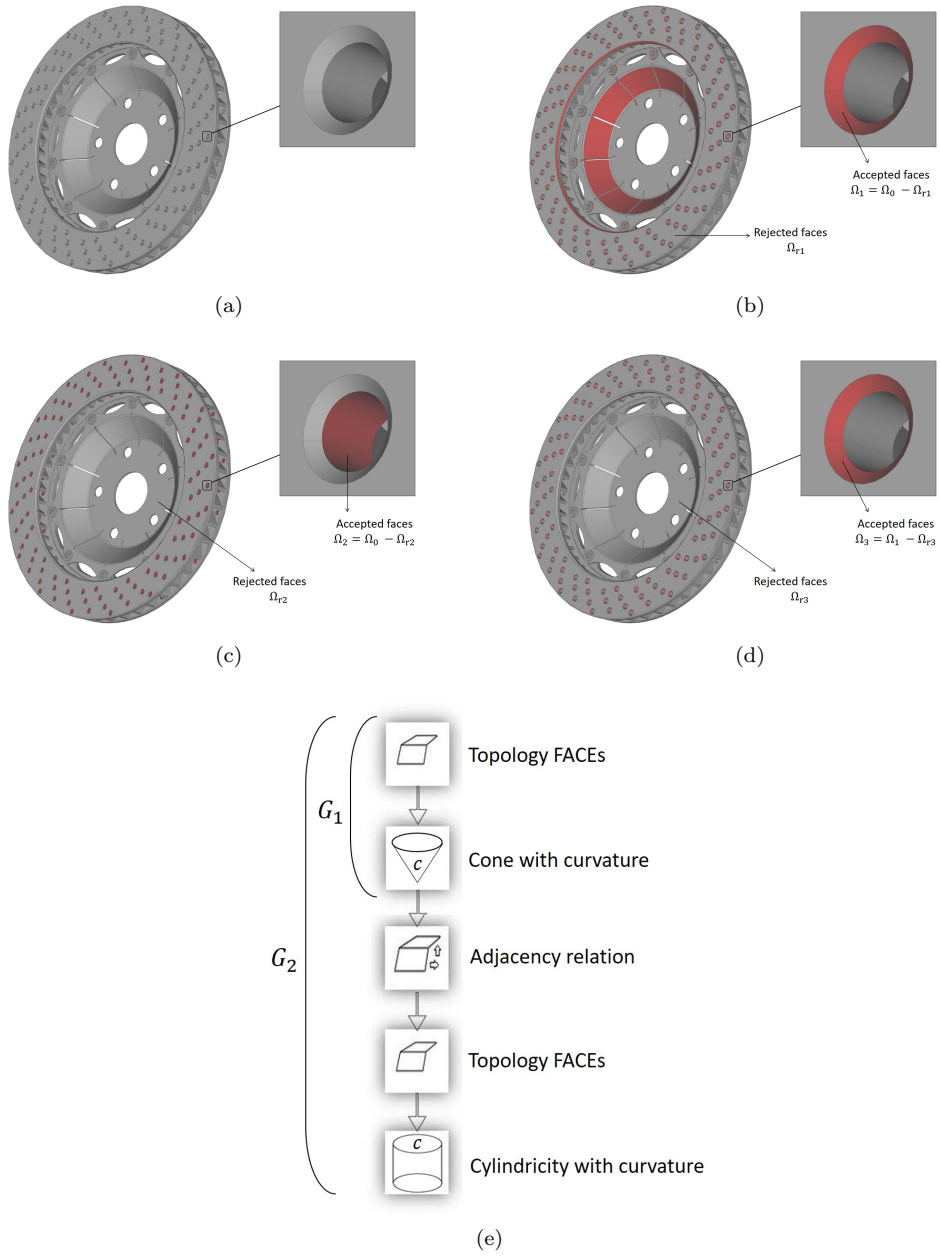 Accepted faces
Ω₁ = Ω₀ − Ωᵣ₁
Rejected faces
Ωᵣ₁
(a)
(b)
Accepted faces
Ω₂ = Ω₀ − Ωᵣ₂
Rejected faces
Ωᵣ₂
Accepted faces
Ω₃ = Ω₁ − Ωᵣ₃
Rejected faces
Ωᵣ₃
(c)
(d)
G₁
G₂
Topology FACEs
c
Cone with curvature
Adjacency relation
Topology FACEs
c
Cylindricity with curvature
(e)